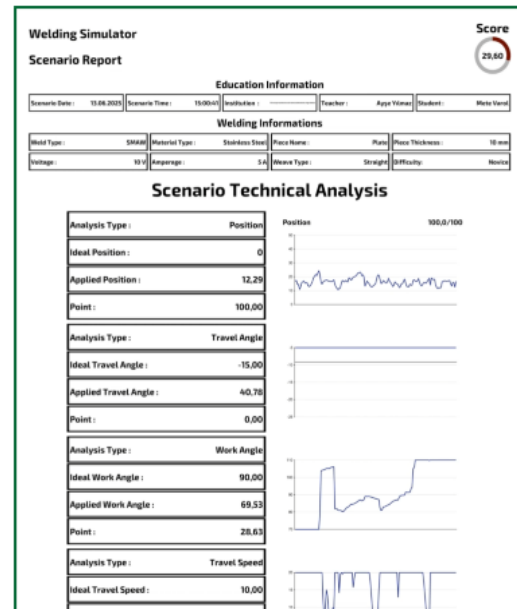 Welding Simulator
Score
Scenario Report
29,60
Education Information
Scenario Date : 13.06.2025 Scenario Time : 15:00:41 Institution : Teacher : Ayşe Yılmaz Student : Mete Varol
Welding Informations
Weld Type : SMAW Material Type : Stainless Steel Piece Name : Plate Piece Thickness : 10 mm
Voltage : 10 V Amperage : 5 A Weave Type : Straight Difficulty: Novice
Scenario Technical Analysis
Analysis Type : Position
Position 100,0/100
Ideal Position : 0
Applied Position : 12,29
Point : 100,00
Analysis Type : Travel Angle
Ideal Travel Angle : -15,00
Applied Travel Angle : 40,78
Point : 0,00
Analysis Type : Work Angle
Ideal Work Angle : 90,00
Applied Work Angle : 69,53
Point : 28,63
Analysis Type : Travel Speed
Ideal Travel Speed : 10,00